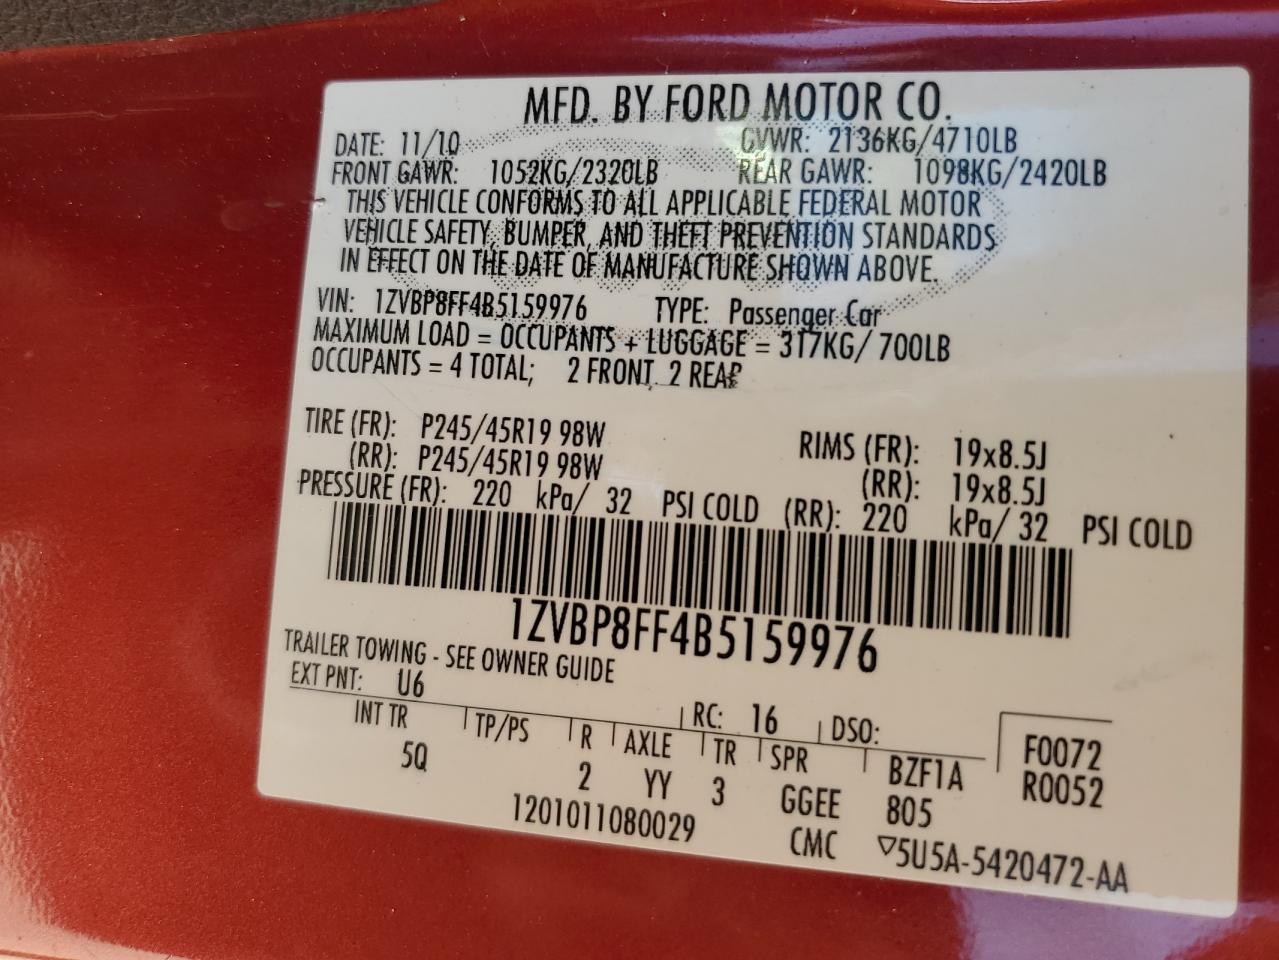 MFD. BY FORD MOTOR CO.
DATE: 11/10 GVWR: 2136KG/4710LB
FRONT GAWR: 1052KG/2320LB REAR GAWR: 1098KG/2420LB
THIS VEHICLE CONFORMS TO ALL APPLICABLE FEDERAL MOTOR
VEHICLE SAFETY, BUMPER, AND THEFT PREVENTION STANDARDS
IN EFFECT ON THE DATE OF MANUFACTURE SHOWN ABOVE.
VIN: 1ZVBP8FF4B5159976 TYPE: Passenger Car
MAXIMUM LOAD = OCCUPANTS + LUGGAGE = 317KG/ 700LB
OCCUPANTS = 4 TOTAL; 2 FRONT, 2 REAR
TIRE (FR): P245/45R19 98W RIMS (FR): 19x8.5J
(RR): P245/45R19 98W (RR): 19x8.5J
PRESSURE (FR): 220 kPa/ 32 PSI COLD (RR): 220 kPa/ 32 PSI COLD
1ZVBP8FF4B5159976
TRAILER TOWING - SEE OWNER GUIDE
EXT PNT: U6 RC: 16 DSO:
INT TR TP/PS R AXLE TR SPR BZF1A F0072
5Q 2 YY 3 GGEE 805 R0052
1201011080029 CMC ▽5U5A-5420472-AA